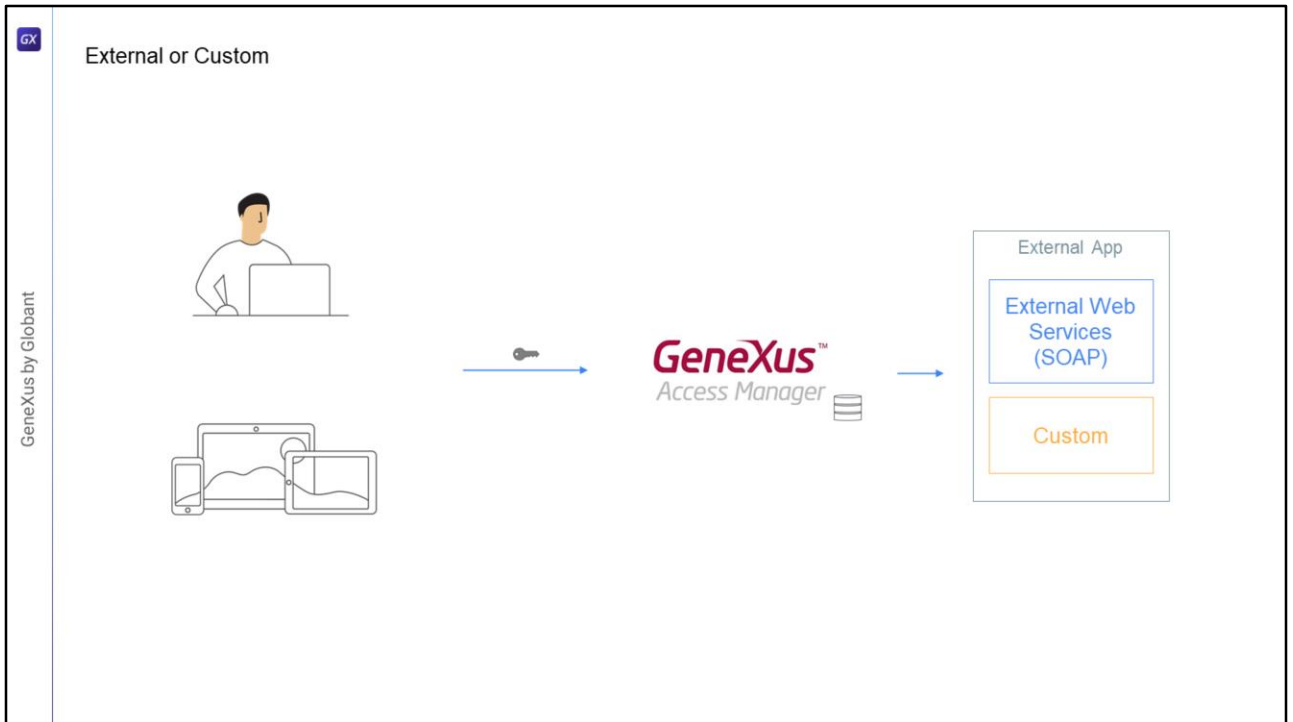 GX
External or Custom
GeneXus by Globant
GeneXus™
Access Manager
External App
External Web
Services
(SOAP)
Custom